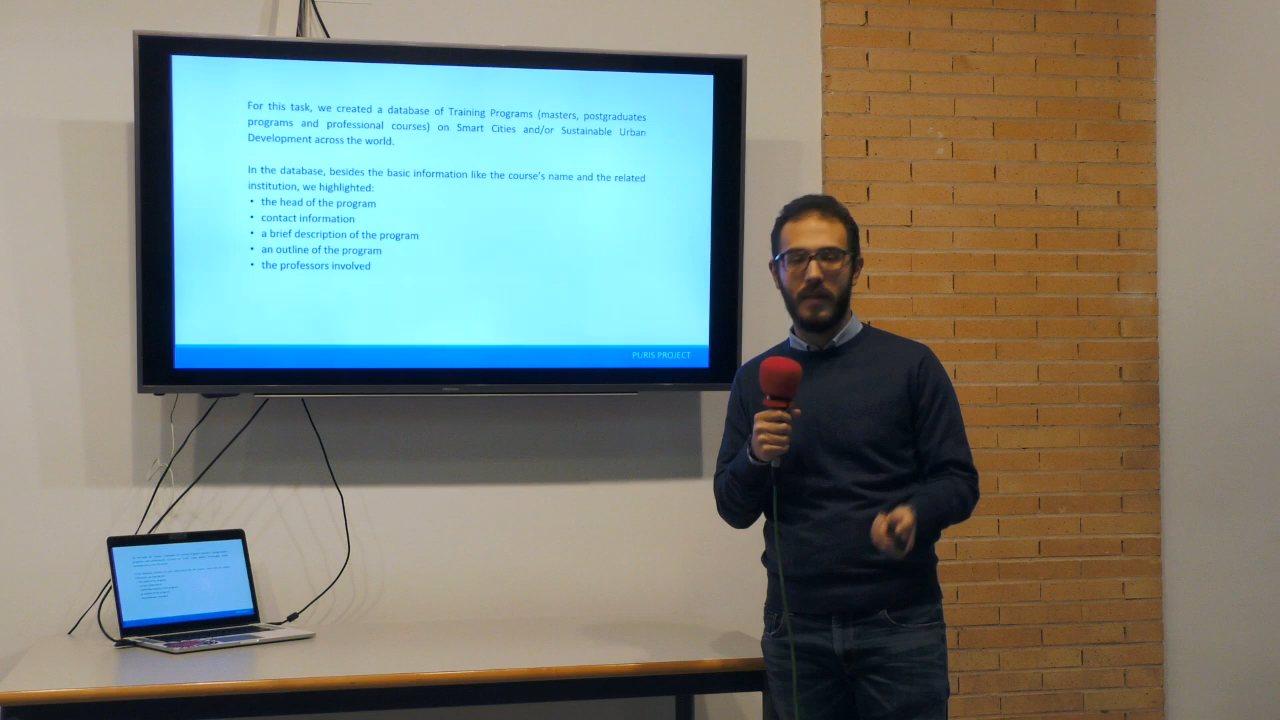 For this task, we created a database of Training Programs (masters, postgraduates
programs and professional courses) on Smart Cities and/or Sustainable Urban
Development across the world.
In the database, besides the basic information like the course's name and the related
institution, we highlighted:
• the head of the program
• contact information
• a brief description of the program
• an outline of the program
• the professors involved
PURIS PROJECT